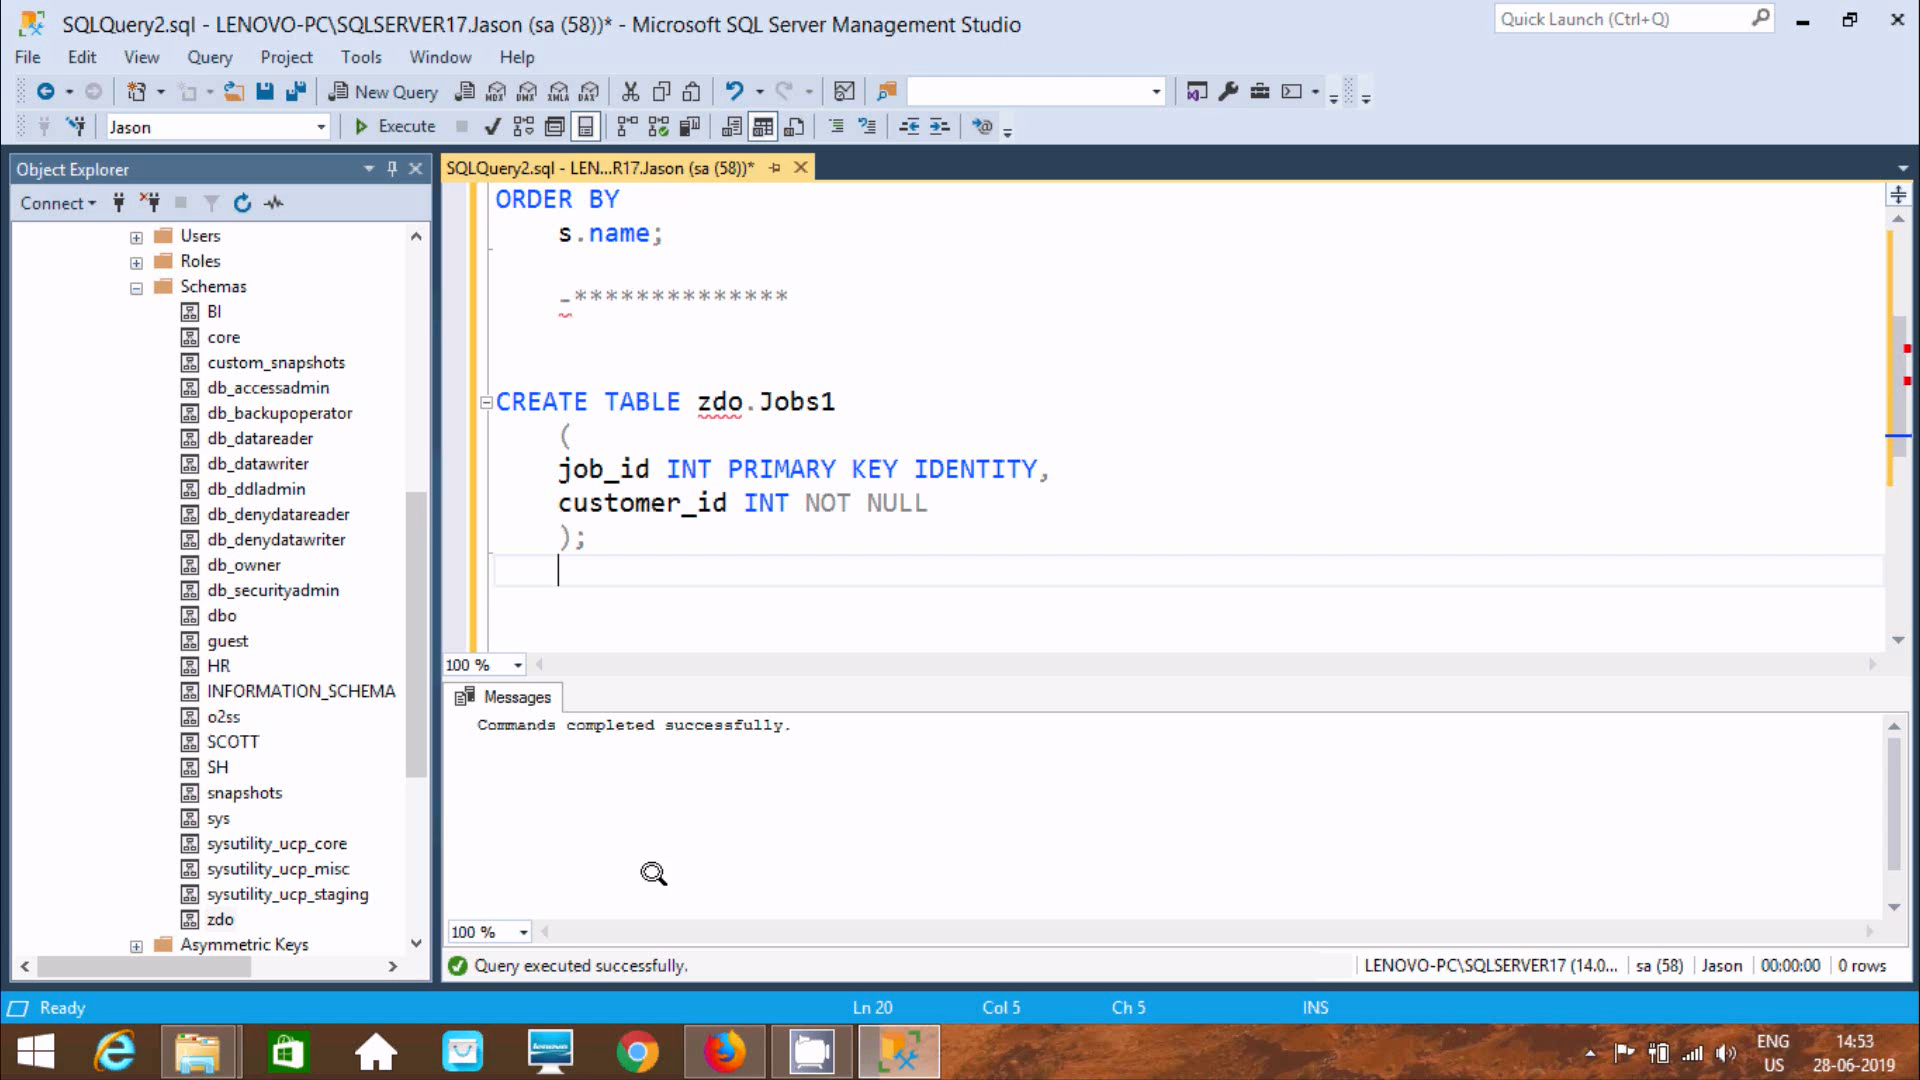 SQLQuery2.sql - LENOVO-PC\SQLSERVER17.Jason (sa (58))* - Microsoft SQL Server Management Studio
Quick Launch (Ctrl+Q)
File Edit View Query Project Tools Window Help
New Query
MDX DMX XMLA DAX
Jason
Execute
Object Explorer
SQLQuery2.sql - LEN...R17.Jason (sa (58))*
Connect
Users
Roles
Schemas
BI
core
custom_snapshots
db_accessadmin
db_backupoperator
db_datareader
db_datawriter
db_ddladmin
db_denydatareader
db_denydatawriter
db_owner
db_securityadmin
dbo
guest
HR
INFORMATION_SCHEMA
o2ss
SCOTT
SH
snapshots
sys
sysutility_ucp_core
sysutility_ucp_misc
sysutility_ucp_staging
zdo
Asymmetric Keys
ORDER BY
s.name;
-**************
CREATE TABLE zdo.Jobs1
(
job_id INT PRIMARY KEY IDENTITY,
customer_id INT NOT NULL
);
100 %
Messages
Commands completed successfully.
100 %
Query executed successfully.
LENOVO-PC\SQLSERVER17 (14.0... sa (58) Jason 00:00:00 0 rows
Ready
Ln 20 Col 5 Ch 5 INS
ENG
US
14:53
28-06-2019